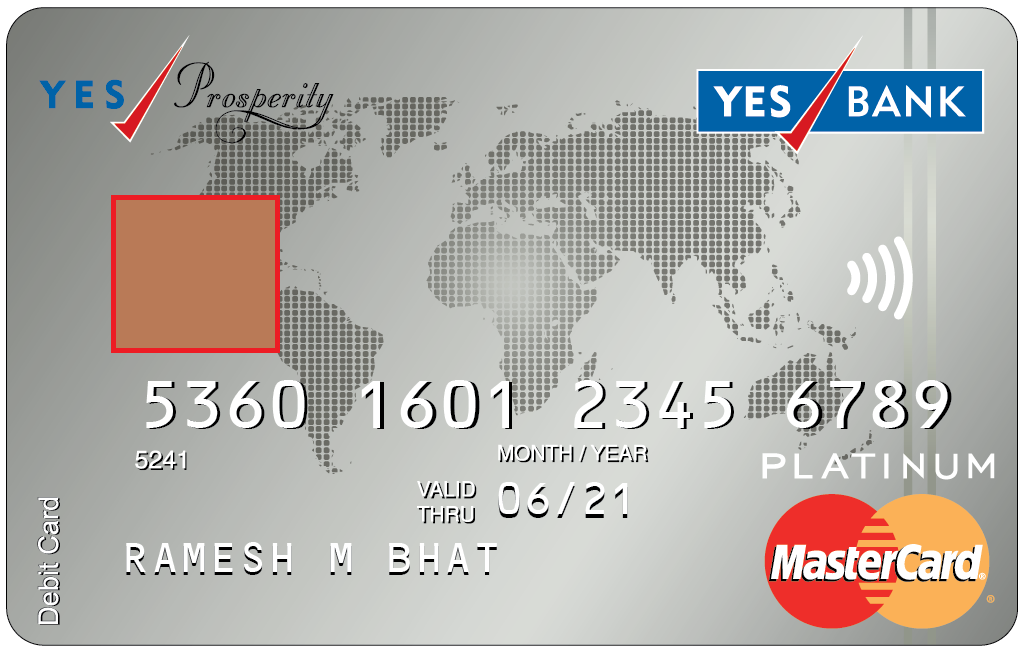 YES Prosperity
YES BANK
5360 1601 2345 6789
5241
MONTH / YEAR
VALID
THRU
06/21
PLATINUM
RAMESH M BHAT
Debit Card
MasterCard®
®